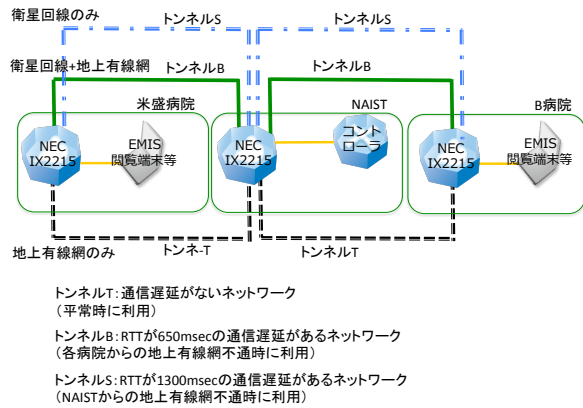 衛星回線のみ
トンネルS
トンネルS
衛星回線+地上有線網
トンネルB
トンネルB
米盛病院
NAIST
B病院
NEC
IX2215
EMIS
閲覧端末等
NEC
IX2215
コント
ローラ
NEC
IX2215
EMIS
閲覧端末等
地上有線網のみ
トンネ-T
トンネルT
トンネルT:通信遅延がないネットワーク
(平常時に利用)
トンネルB:RTTが650msecの通信遅延があるネットワーク
(各病院からの地上有線網不通時に利用)
トンネルS:RTTが1300msecの通信遅延があるネットワーク
(NAISTからの地上有線網不通時に利用)